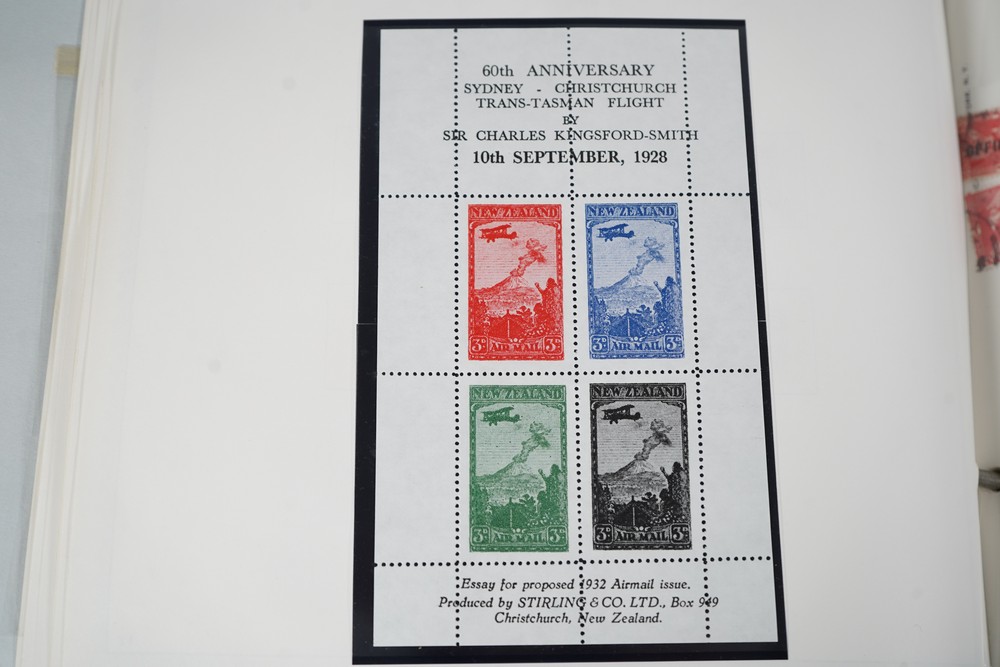 60th ANNIVERSARY
SYDNEY - CHRISTCHURCH
TRANS-TASMAN FLIGHT
BY
SIR CHARLES KINGSFORD-SMITH
10th SEPTEMBER, 1928
NEW ZEALAND
3D AIR MAIL 3D
NEW ZEALAND
3D AIR MAIL 3D
NEW ZEALAND
3D AIR MAIL 3D
NEW ZEALAND
3D AIR MAIL 3D
Essay for proposed 1932 Airmail issue.
Produced by STIRLING & CO. LTD., Box 949
Christchurch, New Zealand.